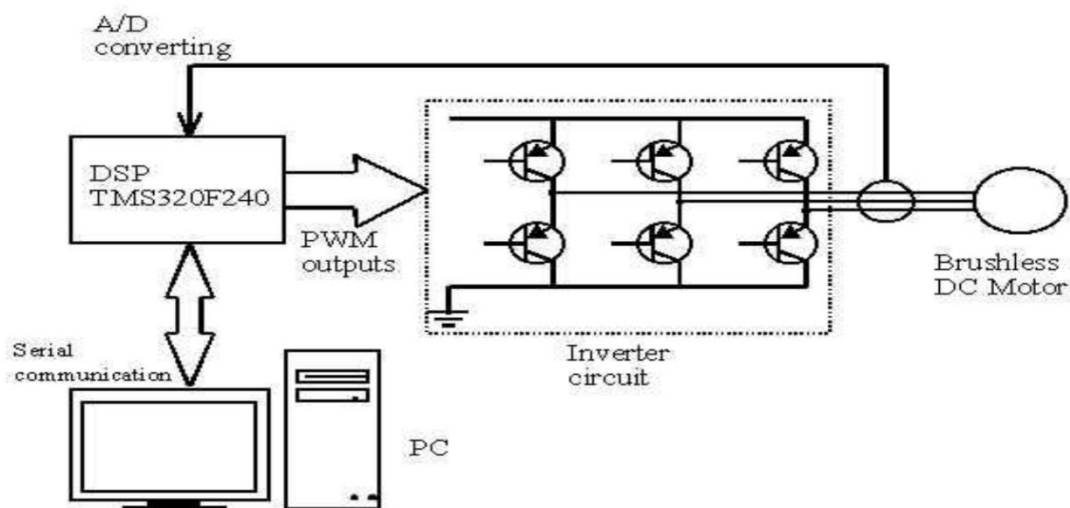 A/D
converting
DSP
TMS320F240
PWM
outputs
Brushless
DC Motor
Inverter
circuit
Serial
communication
PC